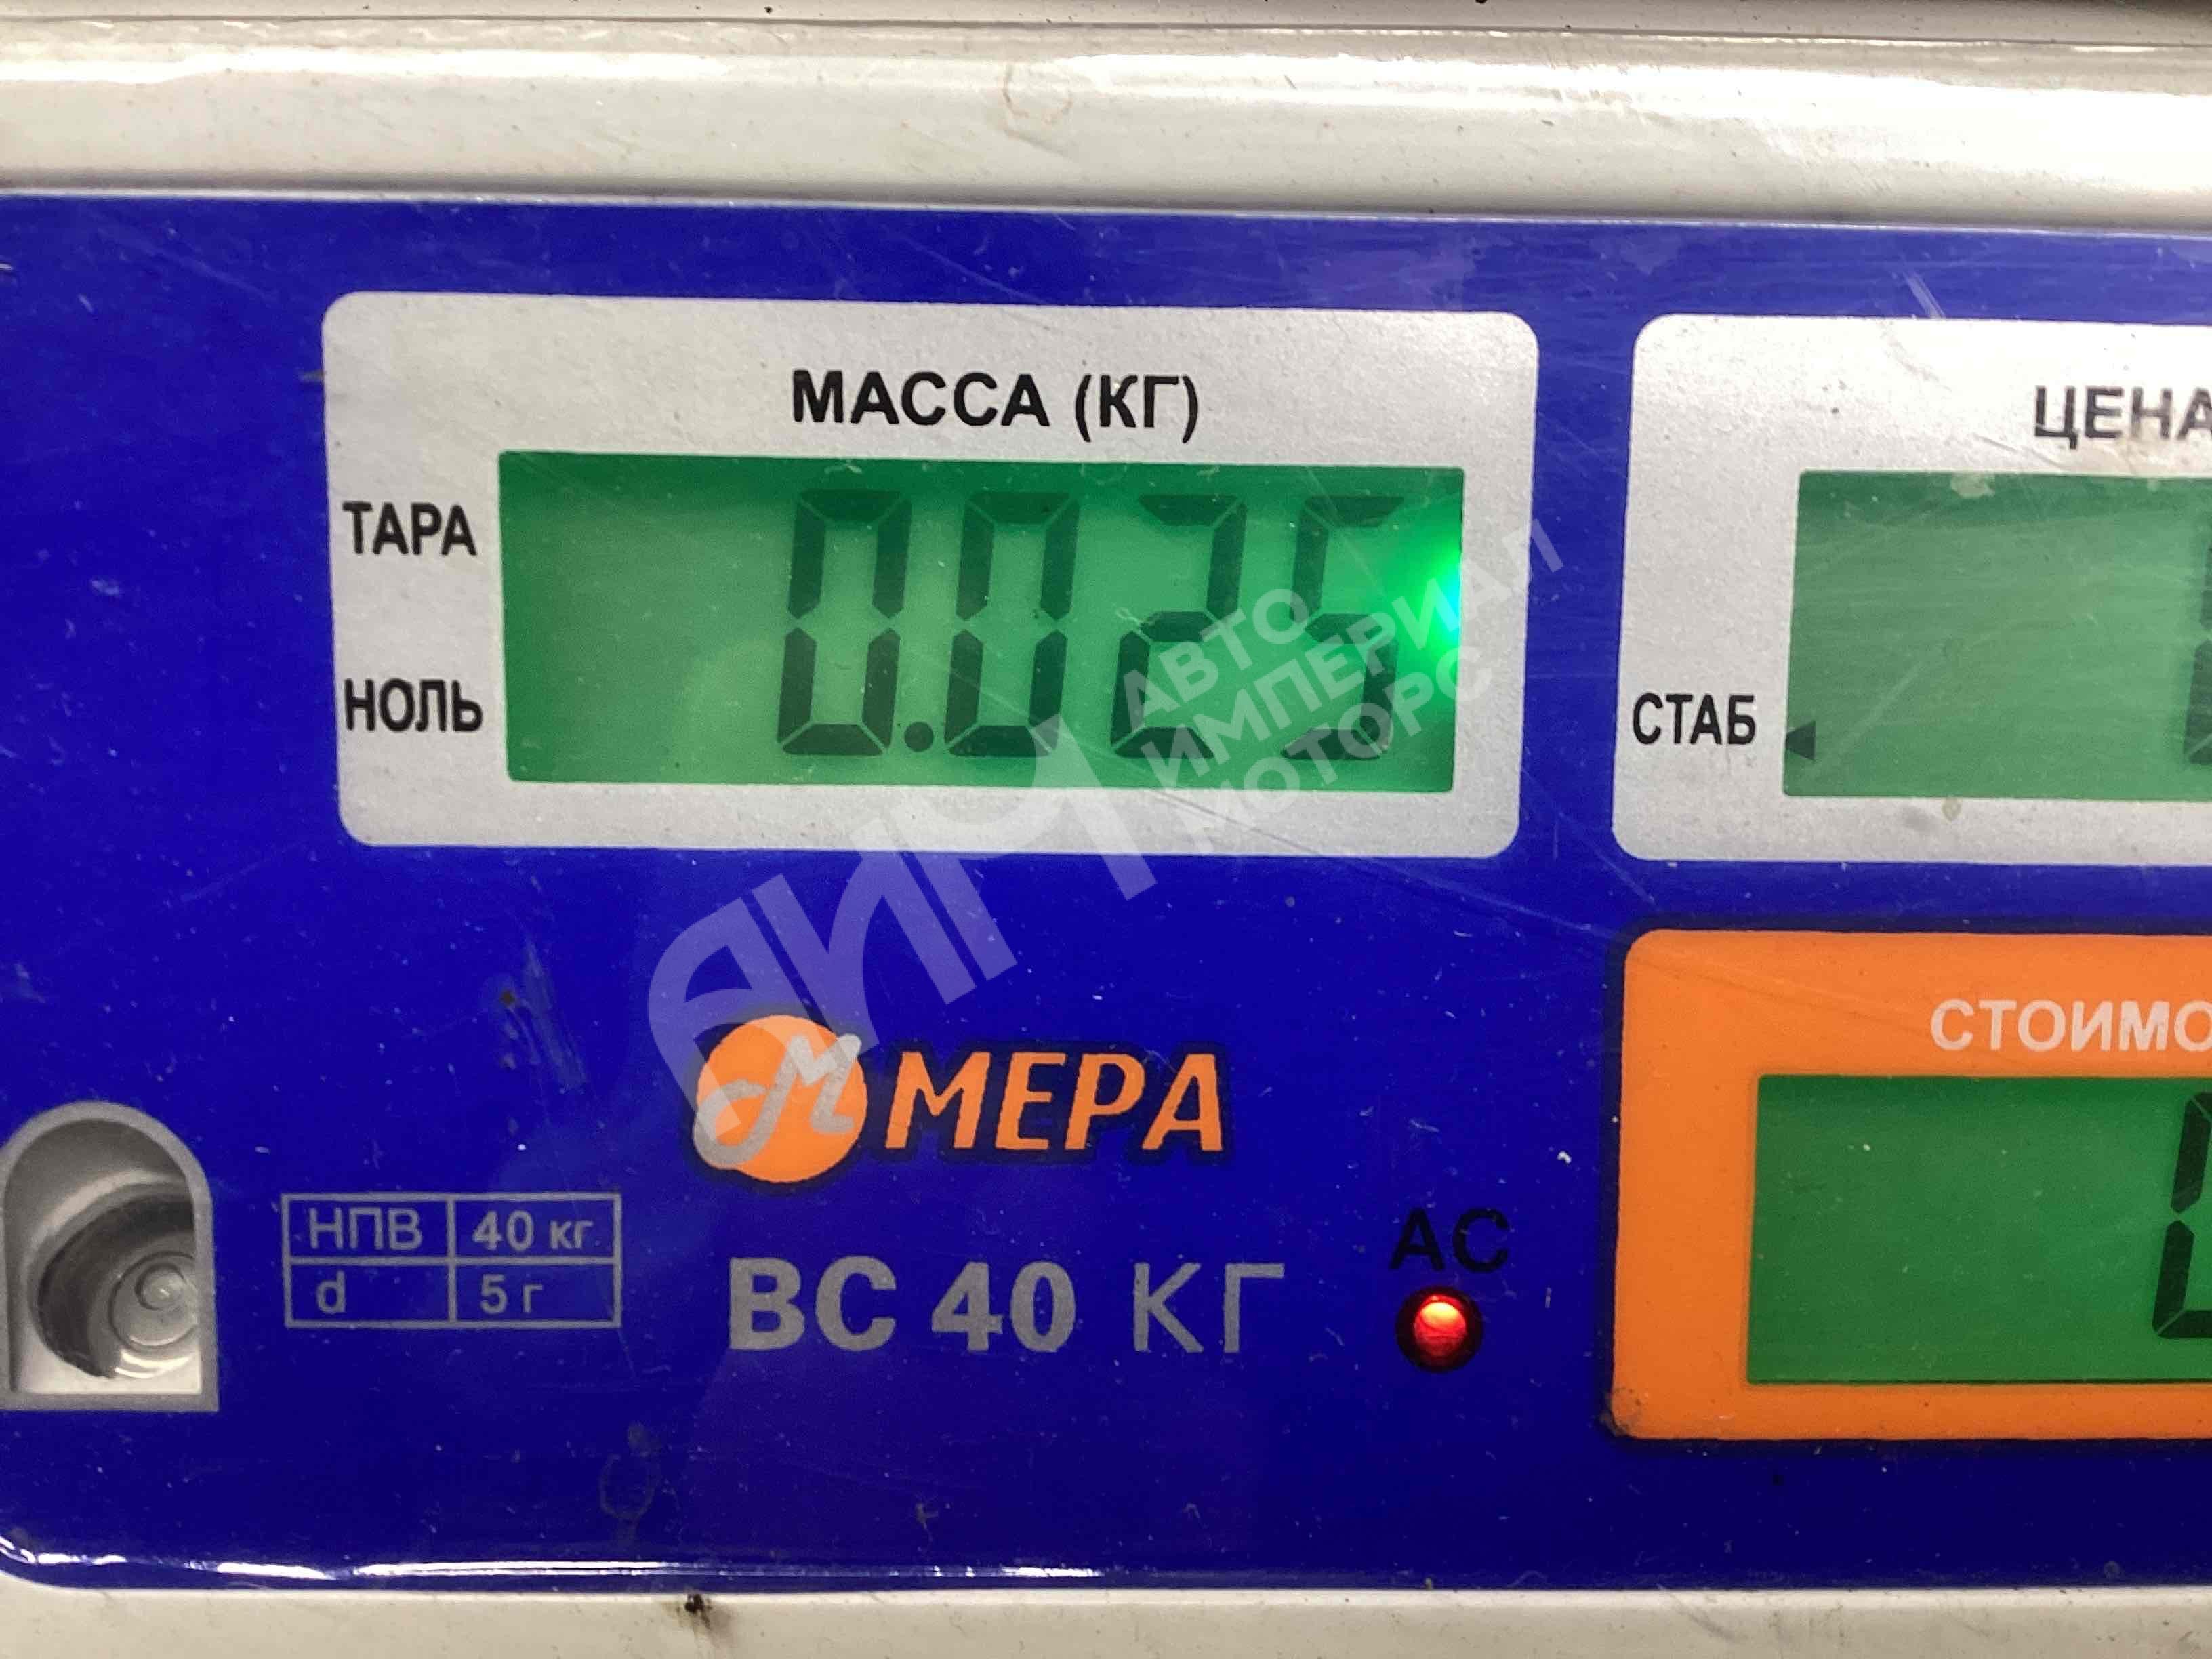 МАССА (КГ)
ЦЕНА
ТАРА
0.025
НОЛЬ
СТАБ
АВТО
ИМПЕРИАЛ
МОТОРС
АИМ
СТОИМО
МЕРА
НПВ 40 кг
d 5 г
ВС 40 КГ
АС